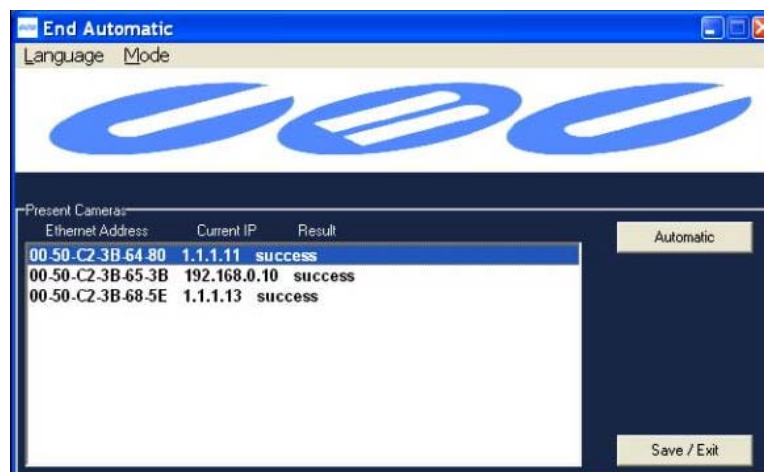 End Automatic
Language Mode
CBC
Present Cameras
Ethernet Address Current IP Result
00-50-C2-3B-64-80 1.1.1.11 success
00-50-C2-3B-65-3B 192.168.0.10 success
00-50-C2-3B-68-5E 1.1.1.13 success
Automatic
Save / Exit